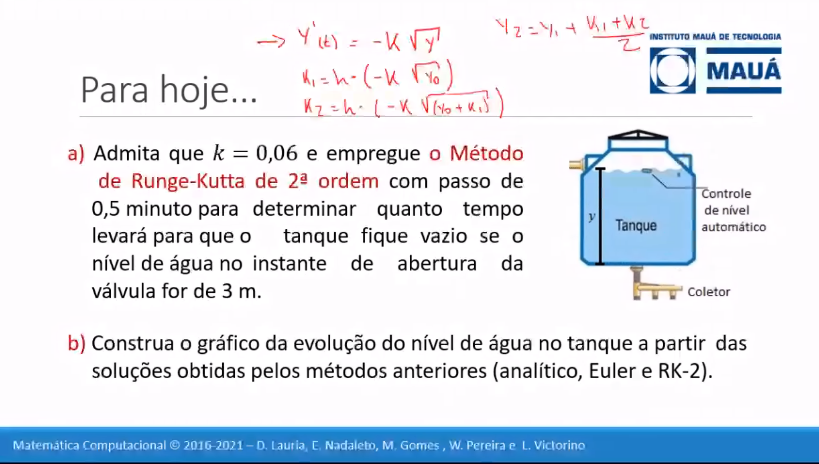 → y'(t) = -K √y
y₂ = y₁ + (K₁ + K₂)/2
K₁ = h · (-K √y₀)
K₂ = h · (-K √(y₀ + K₁))
INSTITUTO MAUÁ DE TECNOLOGIA
MAUÁ
Para hoje...
a) Admita que k = 0,06 e empregue o Método
de Runge-Kutta de 2ª ordem com passo de
0,5 minuto para determinar quanto tempo
levará para que o tanque fique vazio se o
nível de água no instante de abertura da
válvula for de 3 m.
Controle
de nível
automático
y
Tanque
Coletor
b) Construa o gráfico da evolução do nível de água no tanque a partir das
soluções obtidas pelos métodos anteriores (analítico, Euler e RK-2).
Matemática Computacional © 2016-2021 – D. Lauria, E. Nadaleto, M. Gomes , W. Pereira e L. Victorino